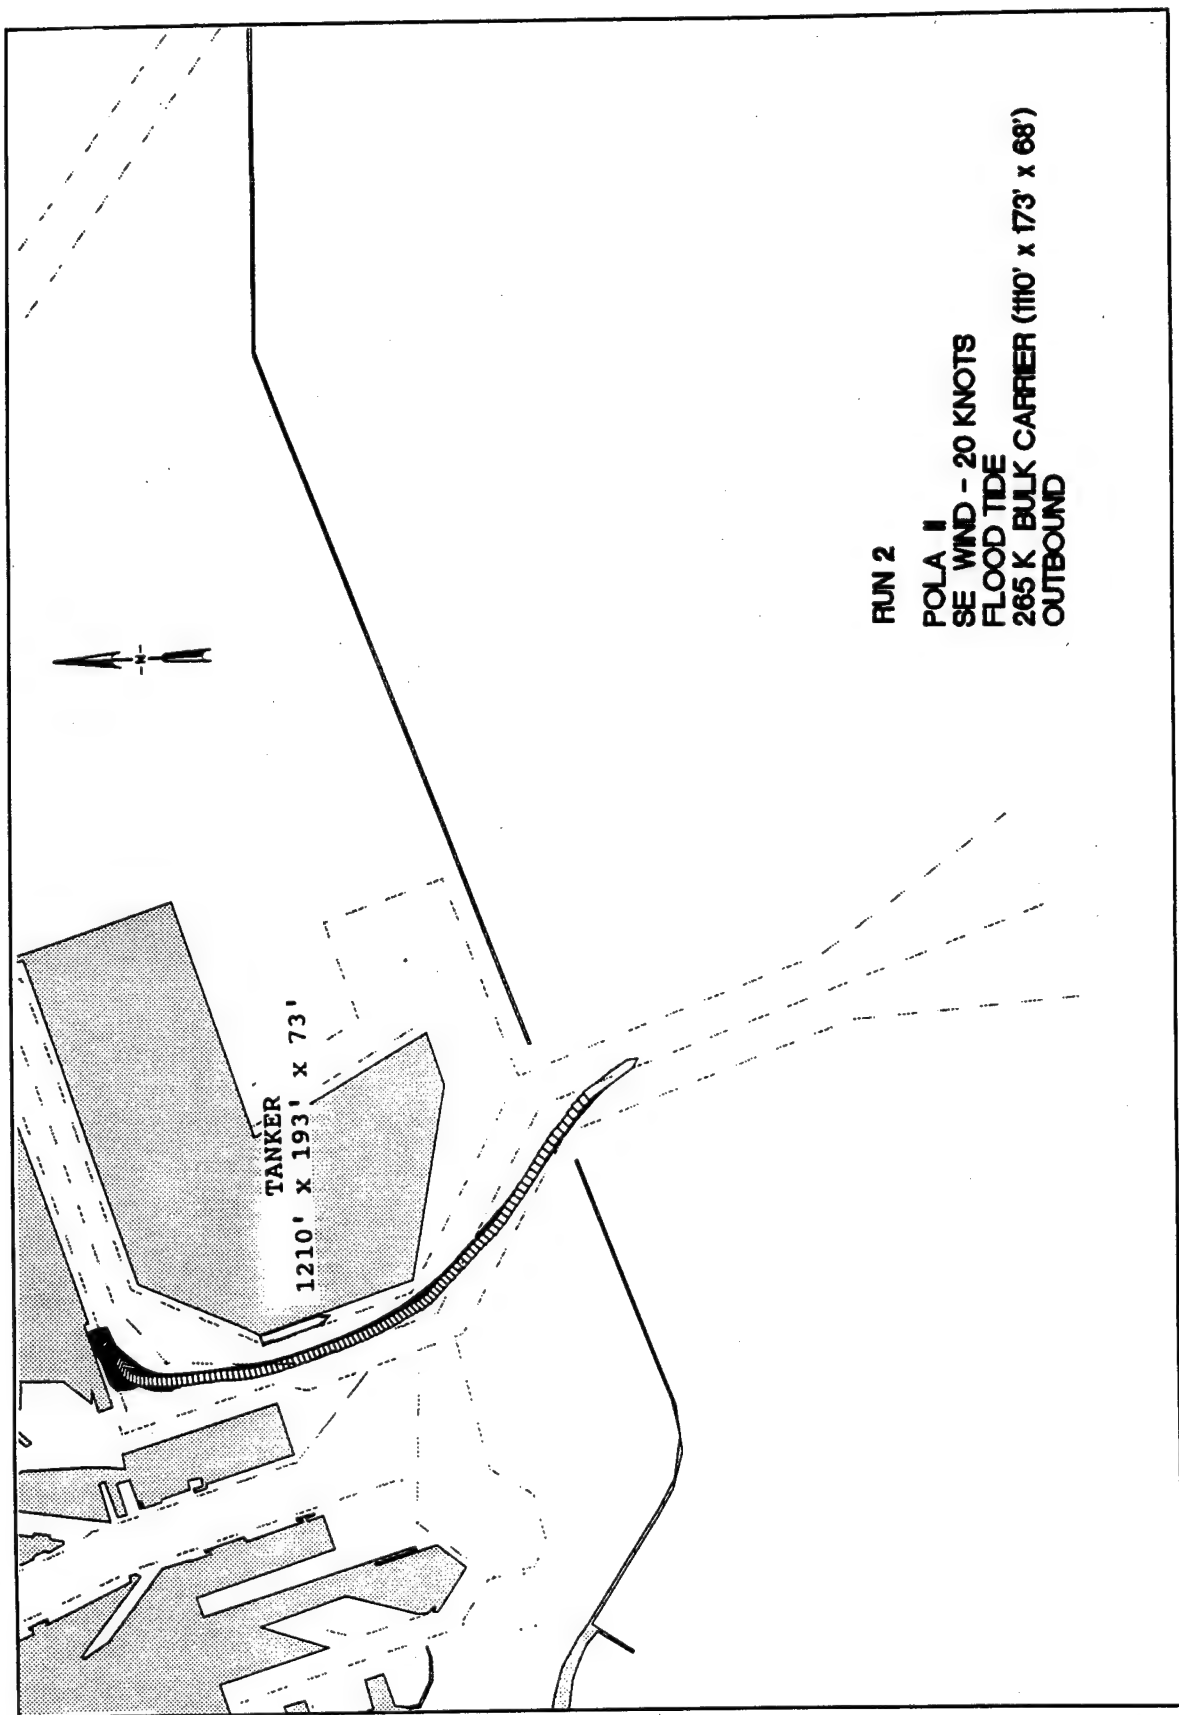 TANKER
1210' x 193' x 73'
N
RUN 2
POLA II
SE WIND - 20 KNOTS
FLOOD TIDE
265 K BULK CARRIER (1110' x 173' x 68')
OUTBOUND